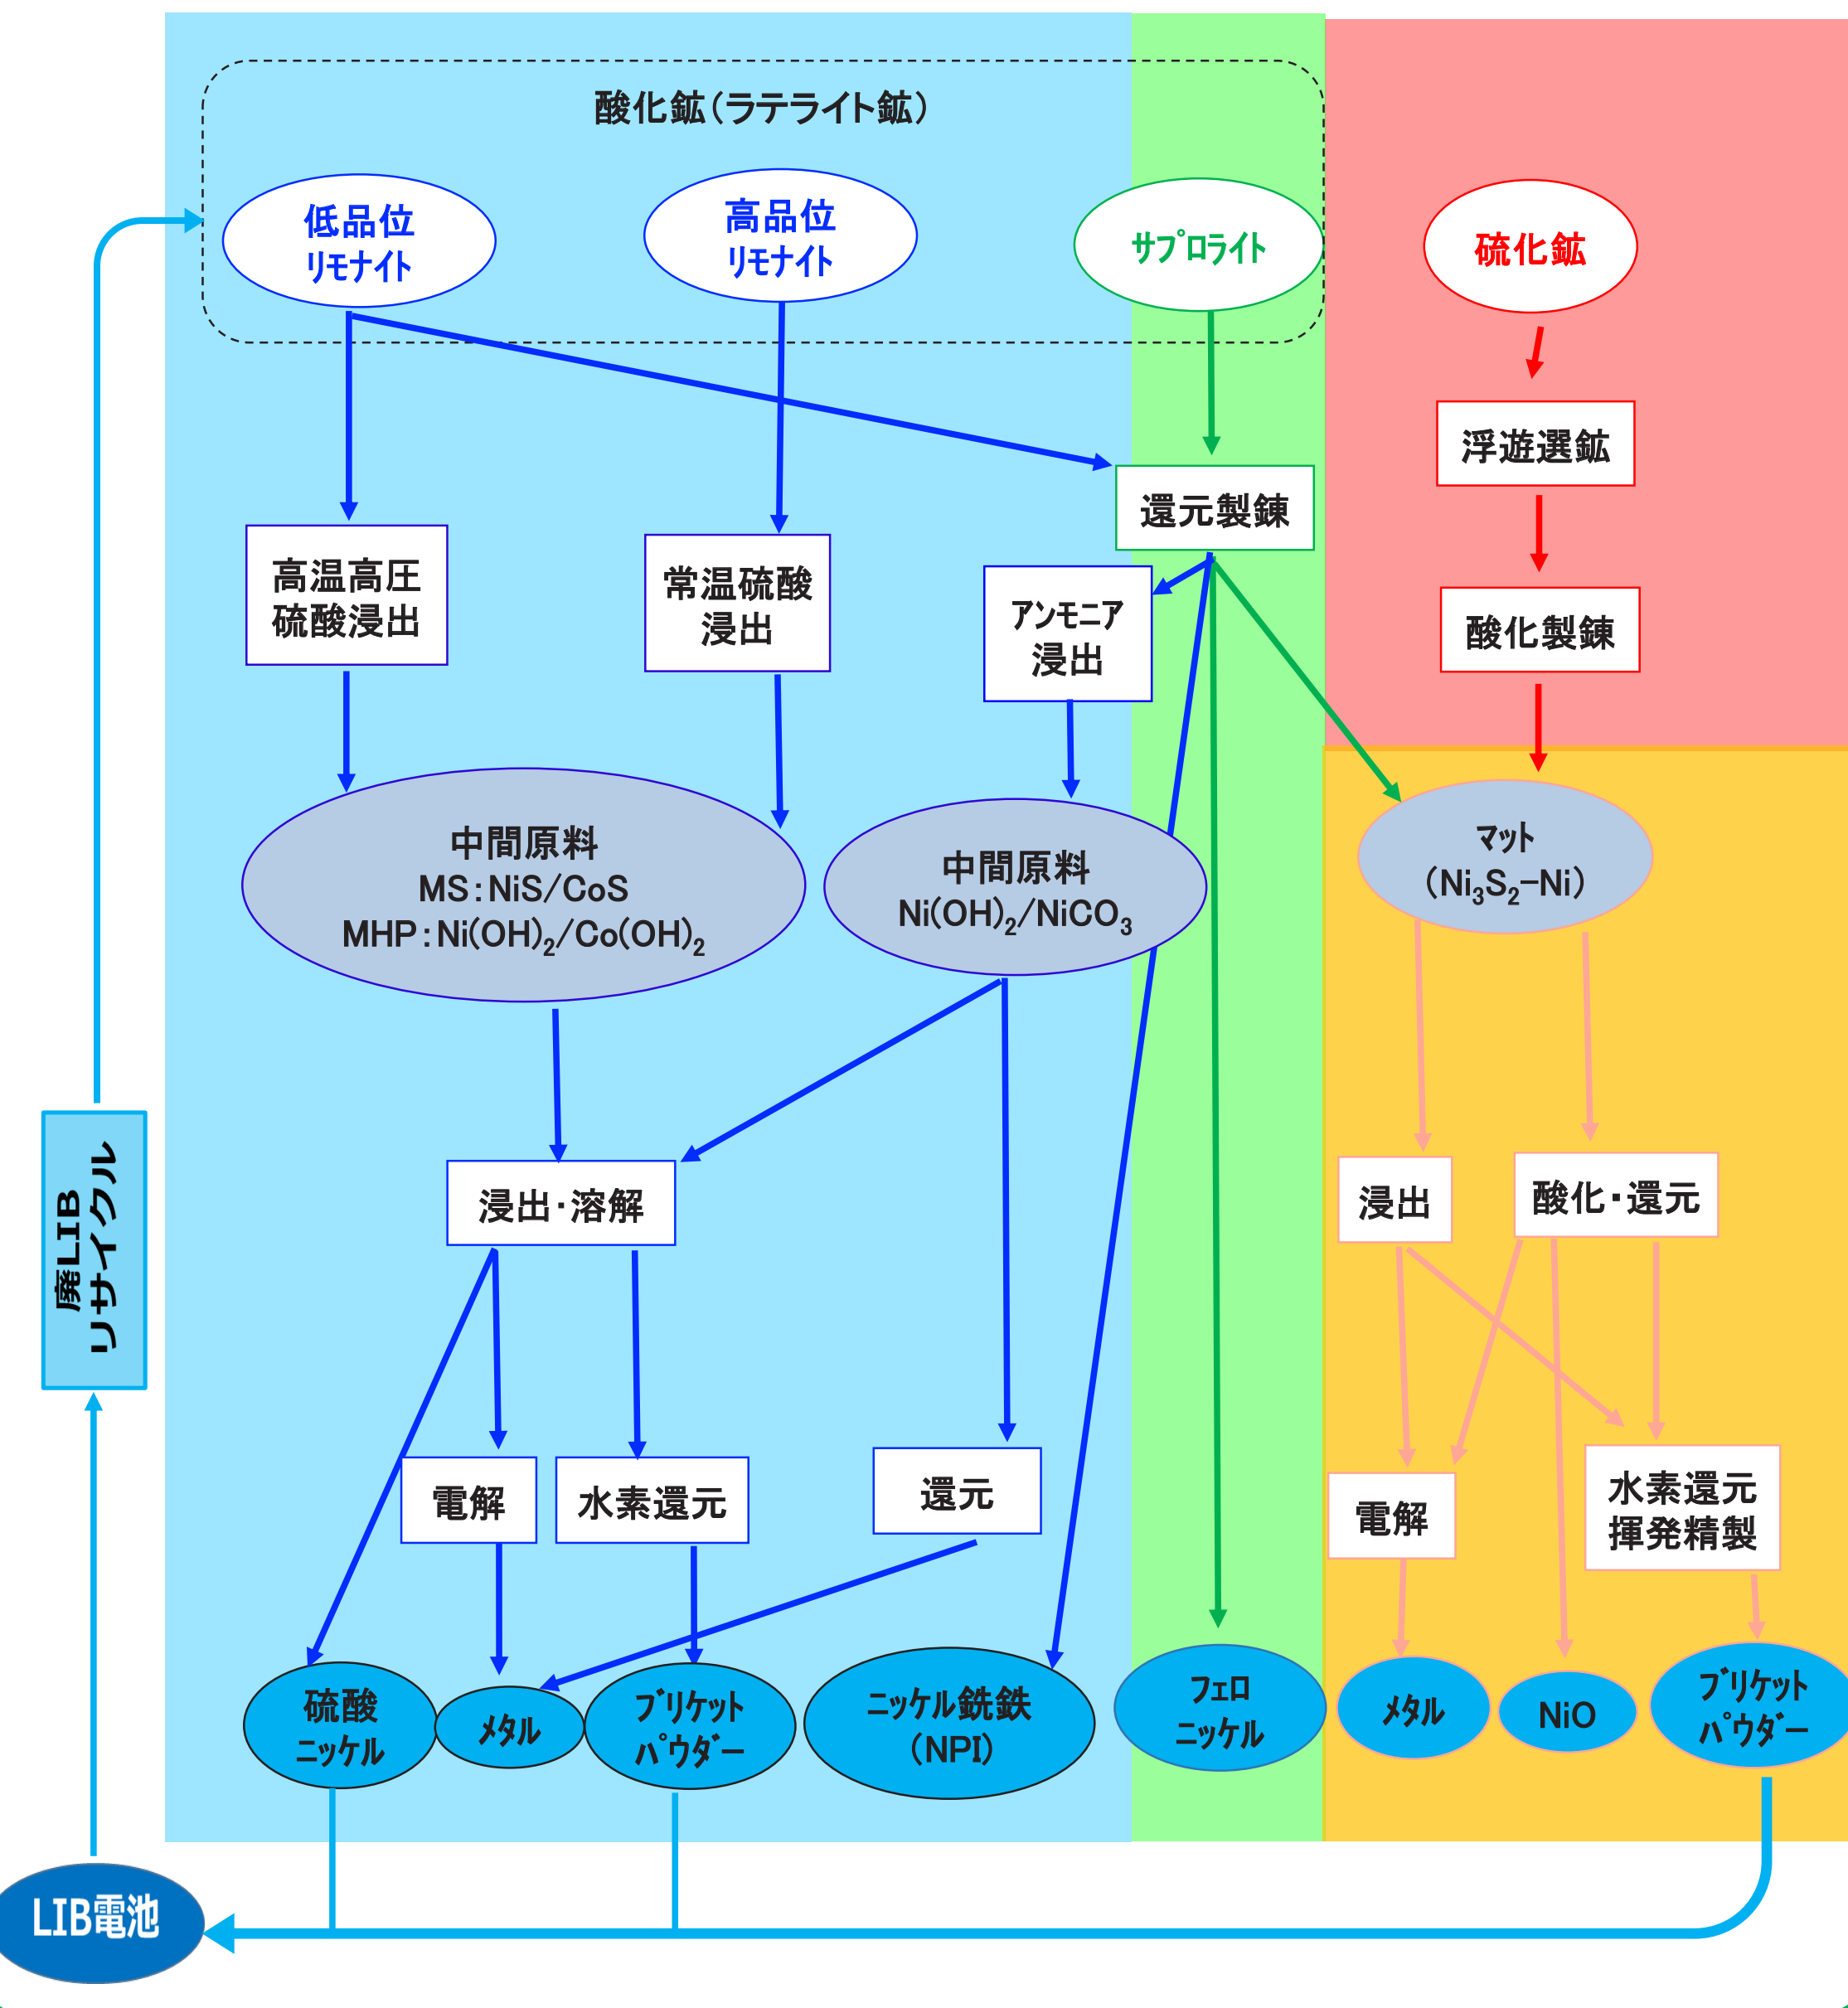 酸化鉱（ラテライト鉱）
低品位
リモナイト
高品位
リモナイト
サプロライト
硫化鉱
浮遊選鉱
還元製錬
高温高圧
硫酸浸出
常温硫酸
浸出
アンモニア
浸出
酸化製錬
中間原料
MS：NiS/CoS
MHP：Ni(OH)₂/Co(OH)₂
中間原料
Ni(OH)₂/NiCO₃
マット
（Ni₃S₂−Ni）
廃LIB
リサイクル
浸出・溶解
浸出
酸化・還元
電解
水素還元
還元
電解
水素還元
揮発精製
硫酸
ニッケル
メタル
ブリケット
パウダー
ニッケル銑鉄
（NPI）
フェロ
ニッケル
メタル
NiO
ブリケット
パウダー
LIB電池